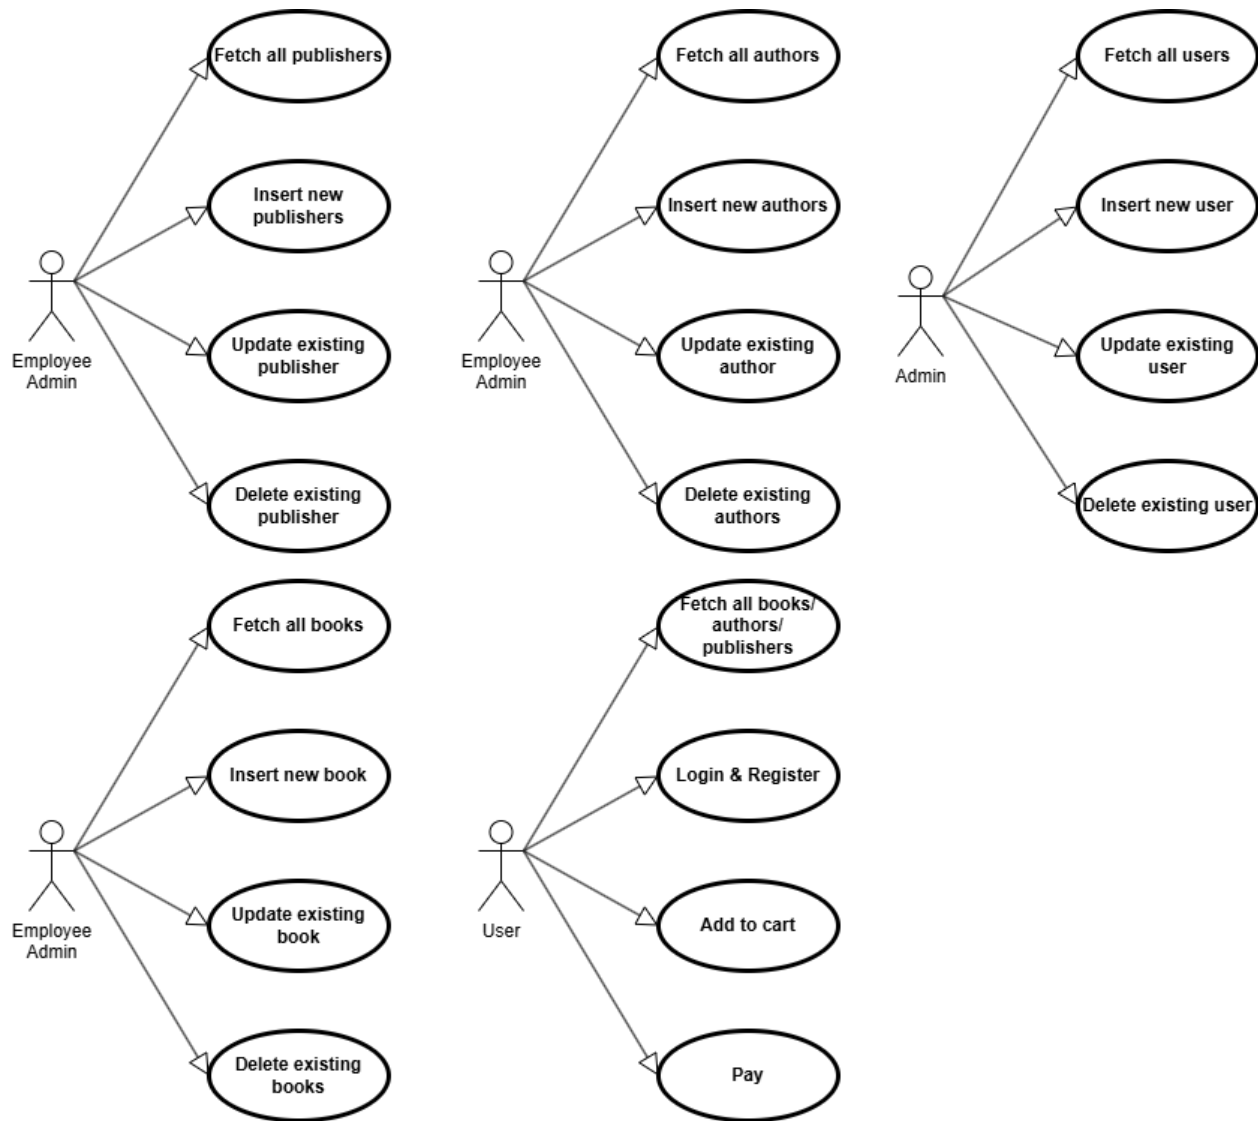 Fetch all publishers
Insert new
publishers
Employee
Admin
Update existing
publisher
Delete existing
publisher
Fetch all authors
Insert new authors
Employee
Admin
Update existing
author
Delete existing
authors
Fetch all users
Insert new user
Admin
Update existing
user
Delete existing user
Fetch all books
Insert new book
Employee
Admin
Update existing
book
Delete existing
books
Fetch all books/
authors/
publishers
Login & Register
User
Add to cart
Pay